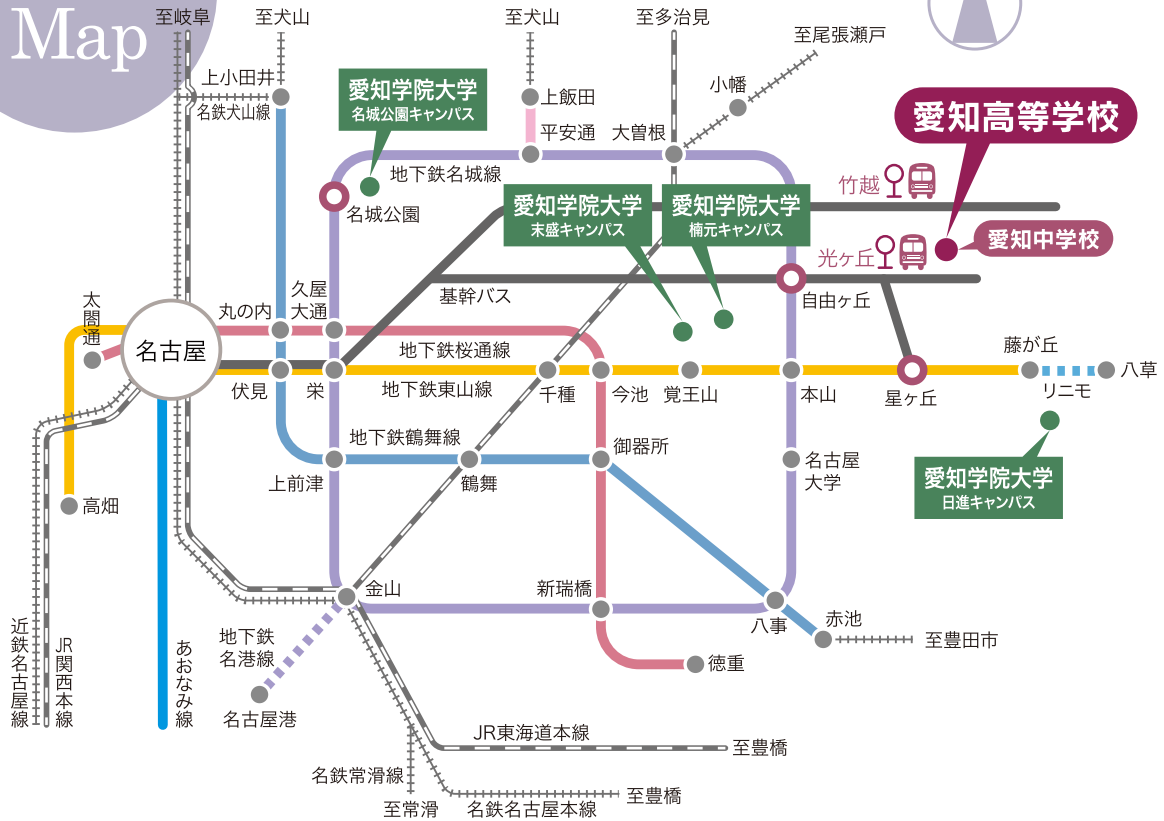 Map
至岐阜
至犬山
至犬山
至多治見
至尾張瀬戸
上小田井
名鉄犬山線
愛知学院大学
名城公園キャンパス
上飯田
平安通
大曽根
小幡
愛知高等学校
地下鉄名城線
名城公園
愛知学院大学
末盛キャンパス
愛知学院大学
楠元キャンパス
竹越
愛知中学校
光ヶ丘
基幹バス
自由ヶ丘
太閤通
名古屋
丸の内
久屋
大通
地下鉄桜通線
伏見
栄
地下鉄東山線
千種
今池
覚王山
本山
星ヶ丘
藤が丘
リニモ
八草
地下鉄鶴舞線
上前津
鶴舞
御器所
名古屋
大学
愛知学院大学
日進キャンパス
高畑
金山
新瑞橋
八事
赤池
至豊田市
徳重
地下鉄
名港線
名古屋港
近鉄名古屋線
JR関西本線
あおなみ線
JR東海道本線
至豊橋
名鉄常滑線
至常滑
名鉄名古屋本線
至豊橋